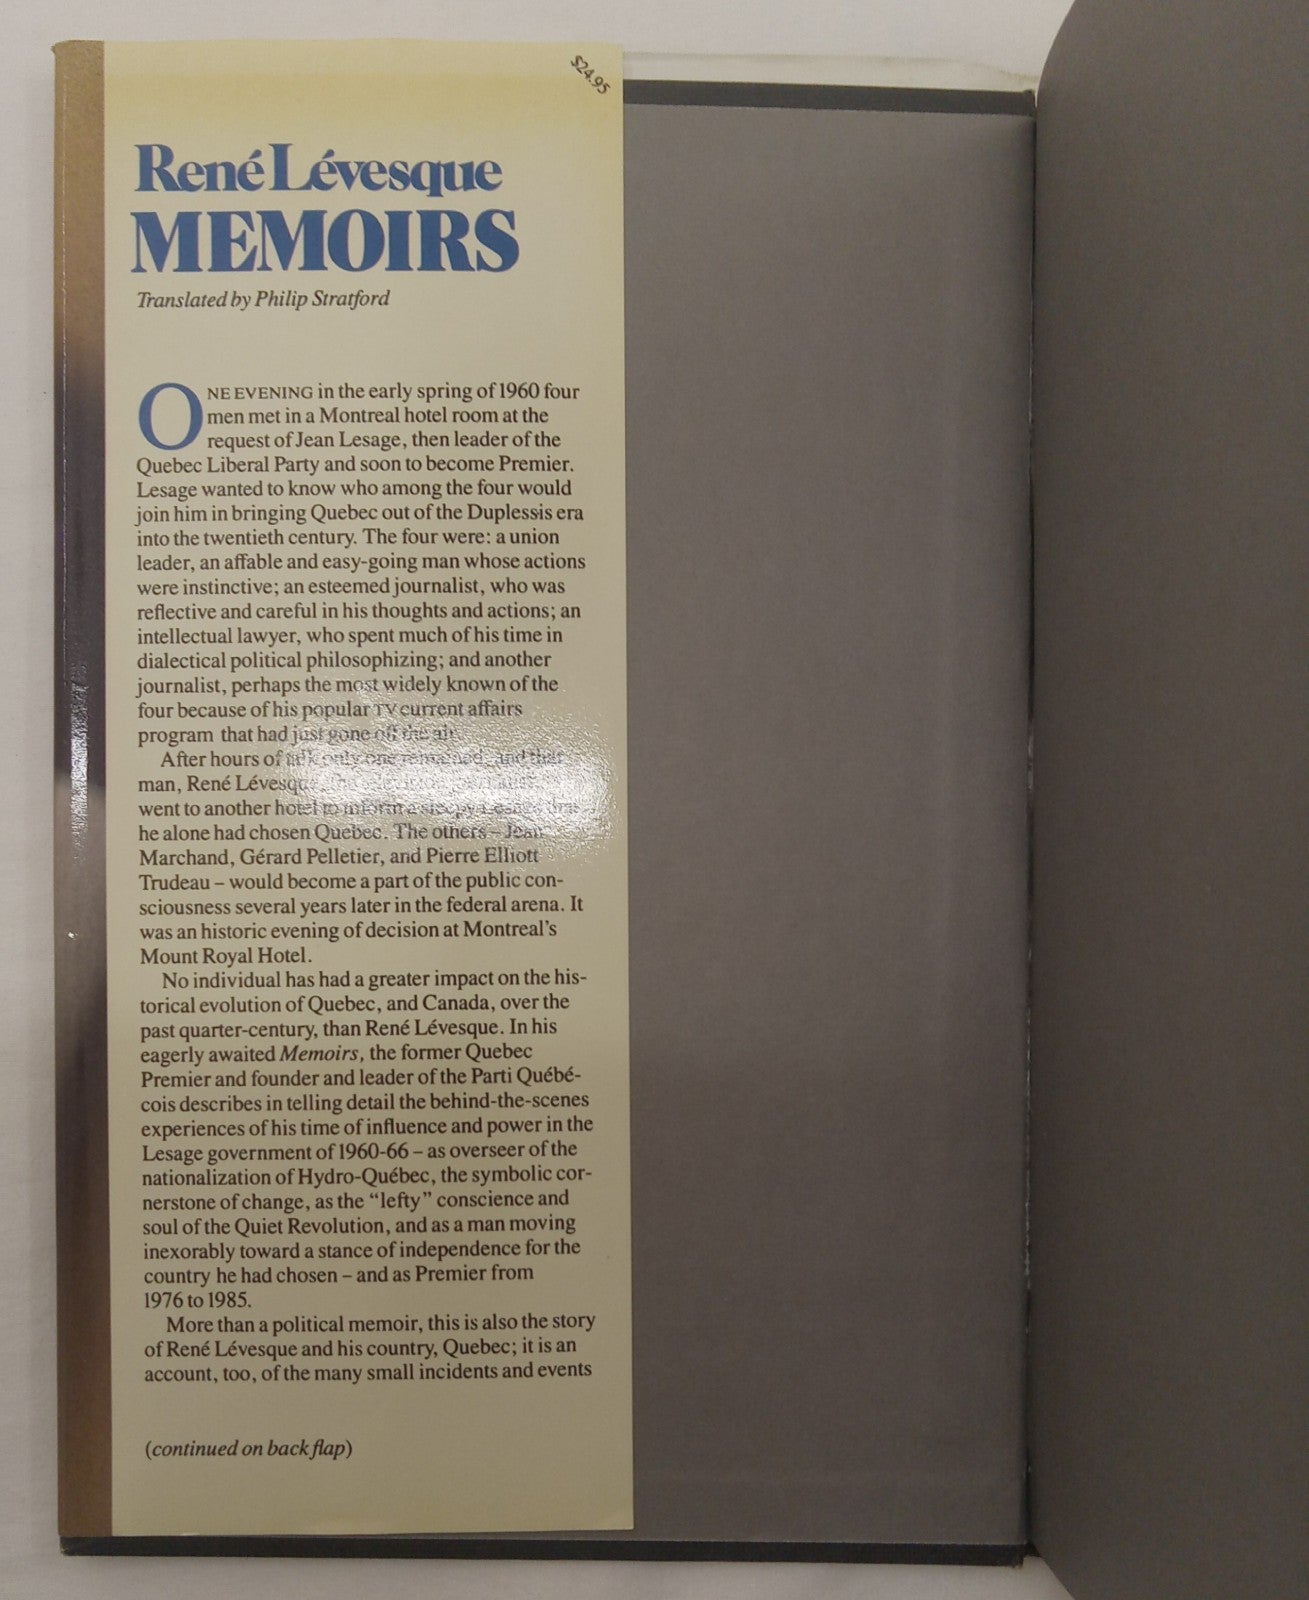 $24.95
René Lévesque
MEMOIRS
Translated by Philip Stratford
ONE EVENING in the early spring of 1960 four
men met in a Montreal hotel room at the
request of Jean Lesage, then leader of the
Quebec Liberal Party and soon to become Premier.
Lesage wanted to know who among the four would
join him in bringing Quebec out of the Duplessis era
into the twentieth century. The four were: a union
leader, an affable and easy-going man whose actions
were instinctive; an esteemed journalist, who was
reflective and careful in his thoughts and actions; an
intellectual lawyer, who spent much of his time in
dialectical political philosophizing; and another
journalist, perhaps the most widely known of the
four because of his popular TV current affairs
program that had just gone off the air.
After hours of talk only one remained, and that
man, René Lévesque,
went to another hotel to inform a sleepy Lesage that
he alone had chosen Quebec. The others – Jean
Marchand, Gérard Pelletier, and Pierre Elliott
Trudeau – would become a part of the public con-
sciousness several years later in the federal arena. It
was an historic evening of decision at Montreal's
Mount Royal Hotel.
No individual has had a greater impact on the his-
torical evolution of Quebec, and Canada, over the
past quarter-century, than René Lévesque. In his
eagerly awaited Memoirs, the former Quebec
Premier and founder and leader of the Parti Québé-
cois describes in telling detail the behind-the-scenes
experiences of his time of influence and power in the
Lesage government of 1960-66 – as overseer of the
nationalization of Hydro-Québec, the symbolic cor-
nerstone of change, as the "lefty" conscience and
soul of the Quiet Revolution, and as a man moving
inexorably toward a stance of independence for the
country he had chosen – and as Premier from
1976 to 1985.
More than a political memoir, this is also the story
of René Lévesque and his country, Quebec; it is an
account, too, of the many small incidents and events
(continued on back flap)